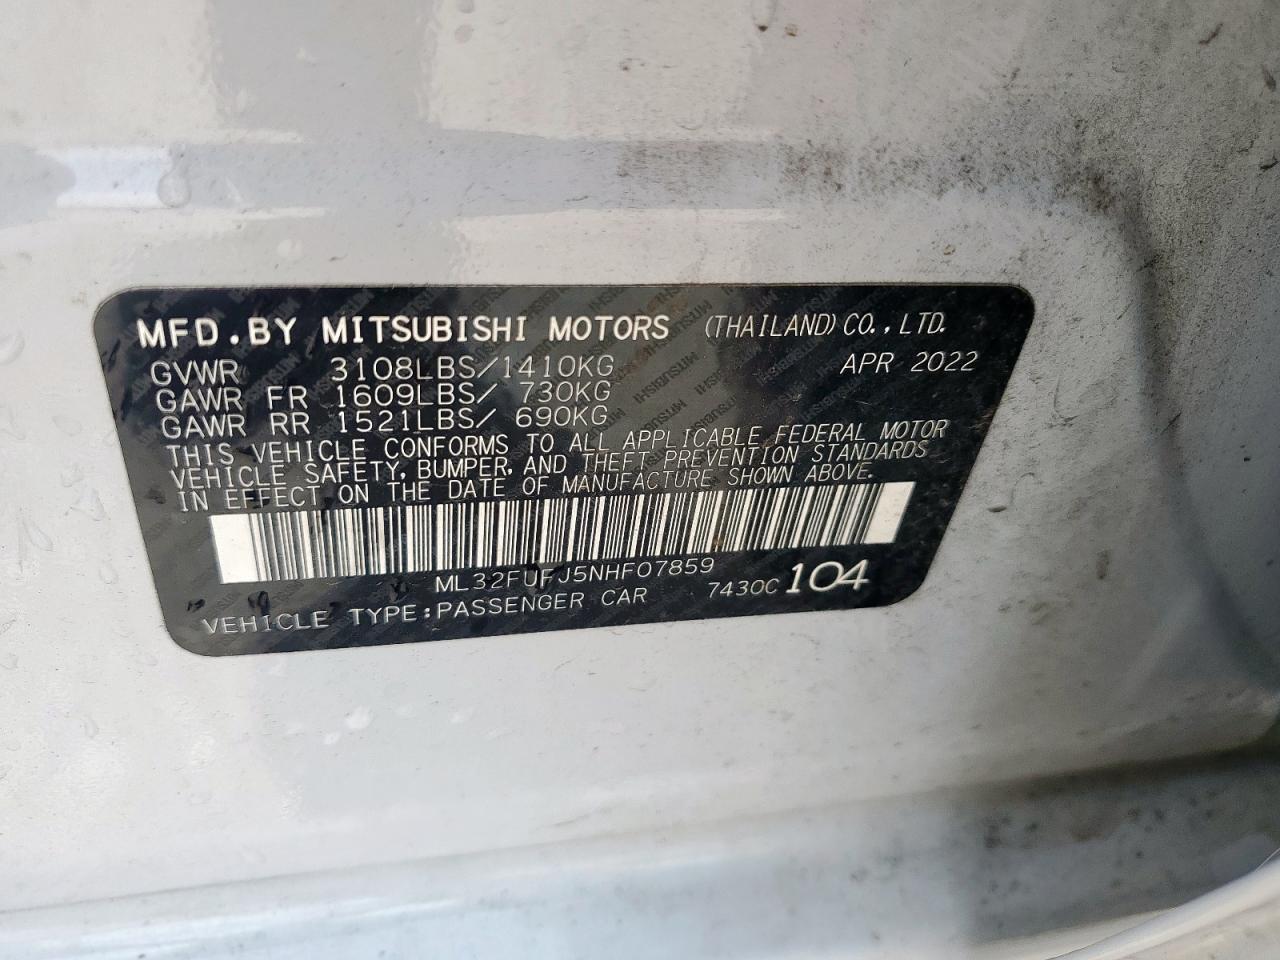 MFD.BY MITSUBISHI MOTORS (THAILAND)CO.,LTD.
GVWR 3108LBS/1410KG APR 2022
GAWR FR 1609LBS/ 730KG
GAWR RR 1521LBS/ 690KG
THIS VEHICLE CONFORMS TO ALL APPLICABLE FEDERAL MOTOR
VEHICLE SAFETY, BUMPER, AND THEFT PREVENTION STANDARDS
IN EFFECT ON THE DATE OF MANUFACTURE SHOWN ABOVE.
ML32FUFJ5NHF07859
VEHICLE TYPE:PASSENGER CAR 7430C 104